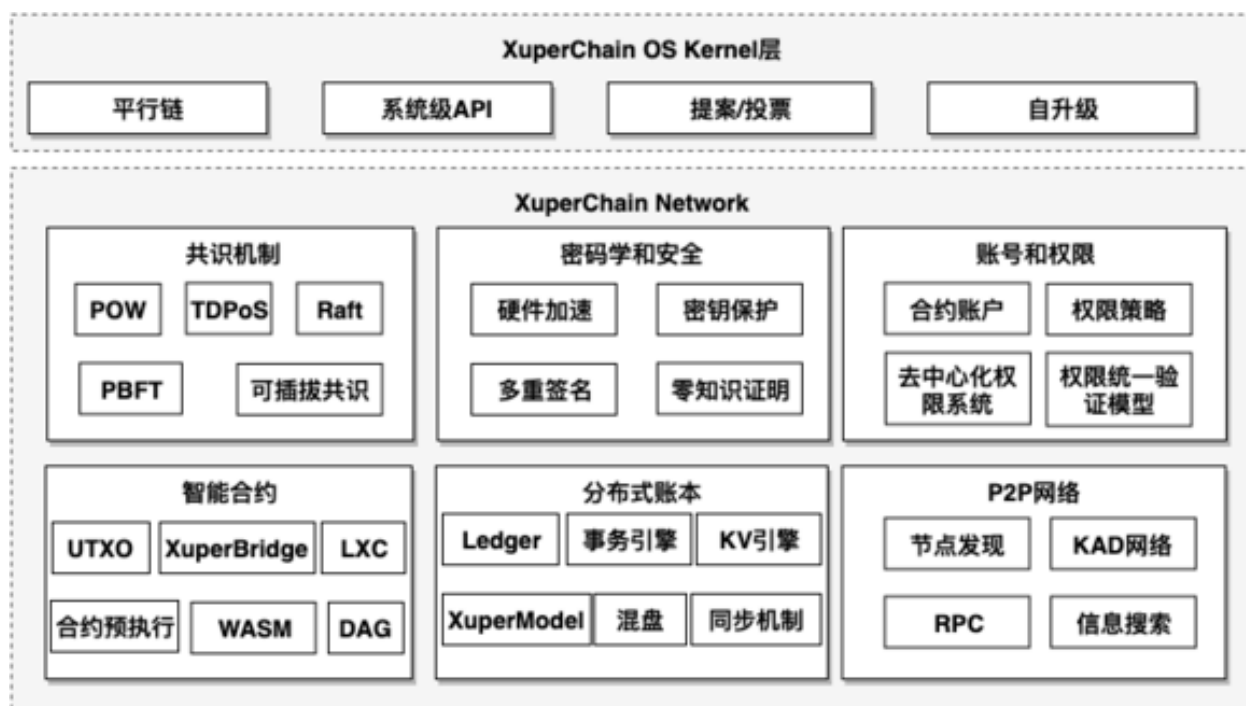 XuperChain OS Kernel层
平行链
系统级API
提案/投票
自升级
XuperChain Network
共识机制
POW
TDPoS
Raft
PBFT
可插拔共识
密码学和安全
硬件加速
密钥保护
多重签名
零知识证明
账号和权限
合约账户
权限策略
去中心化权
限系统
权限统一验
证模型
智能合约
UTXO
XuperBridge
LXC
合约预执行
WASM
DAG
分布式账本
Ledger
事务引擎
KV引擎
XuperModel
混盘
同步机制
P2P网络
节点发现
KAD网络
RPC
信息搜索